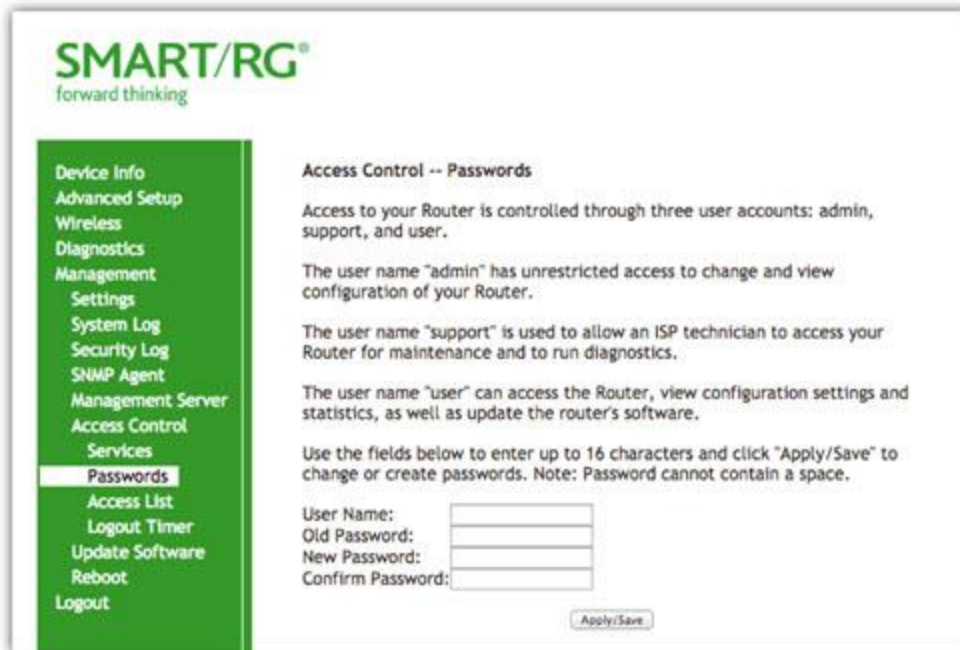 SMART/RG®
forward thinking
Device Info
Advanced Setup
Wireless
Diagnostics
Management
Settings
System Log
Security Log
SNMP Agent
Management Server
Access Control
Services
Passwords
Access List
Logout Timer
Update Software
Reboot
Logout
Access Control -- Passwords
Access to your Router is controlled through three user accounts: admin,
support, and user.
The user name "admin" has unrestricted access to change and view
configuration of your Router.
The user name "support" is used to allow an ISP technician to access your
Router for maintenance and to run diagnostics.
The user name "user" can access the Router, view configuration settings and
statistics, as well as update the router's software.
Use the fields below to enter up to 16 characters and click "Apply/Save" to
change or create passwords. Note: Password cannot contain a space.
User Name:
Old Password:
New Password:
Confirm Password:
Apply/Save